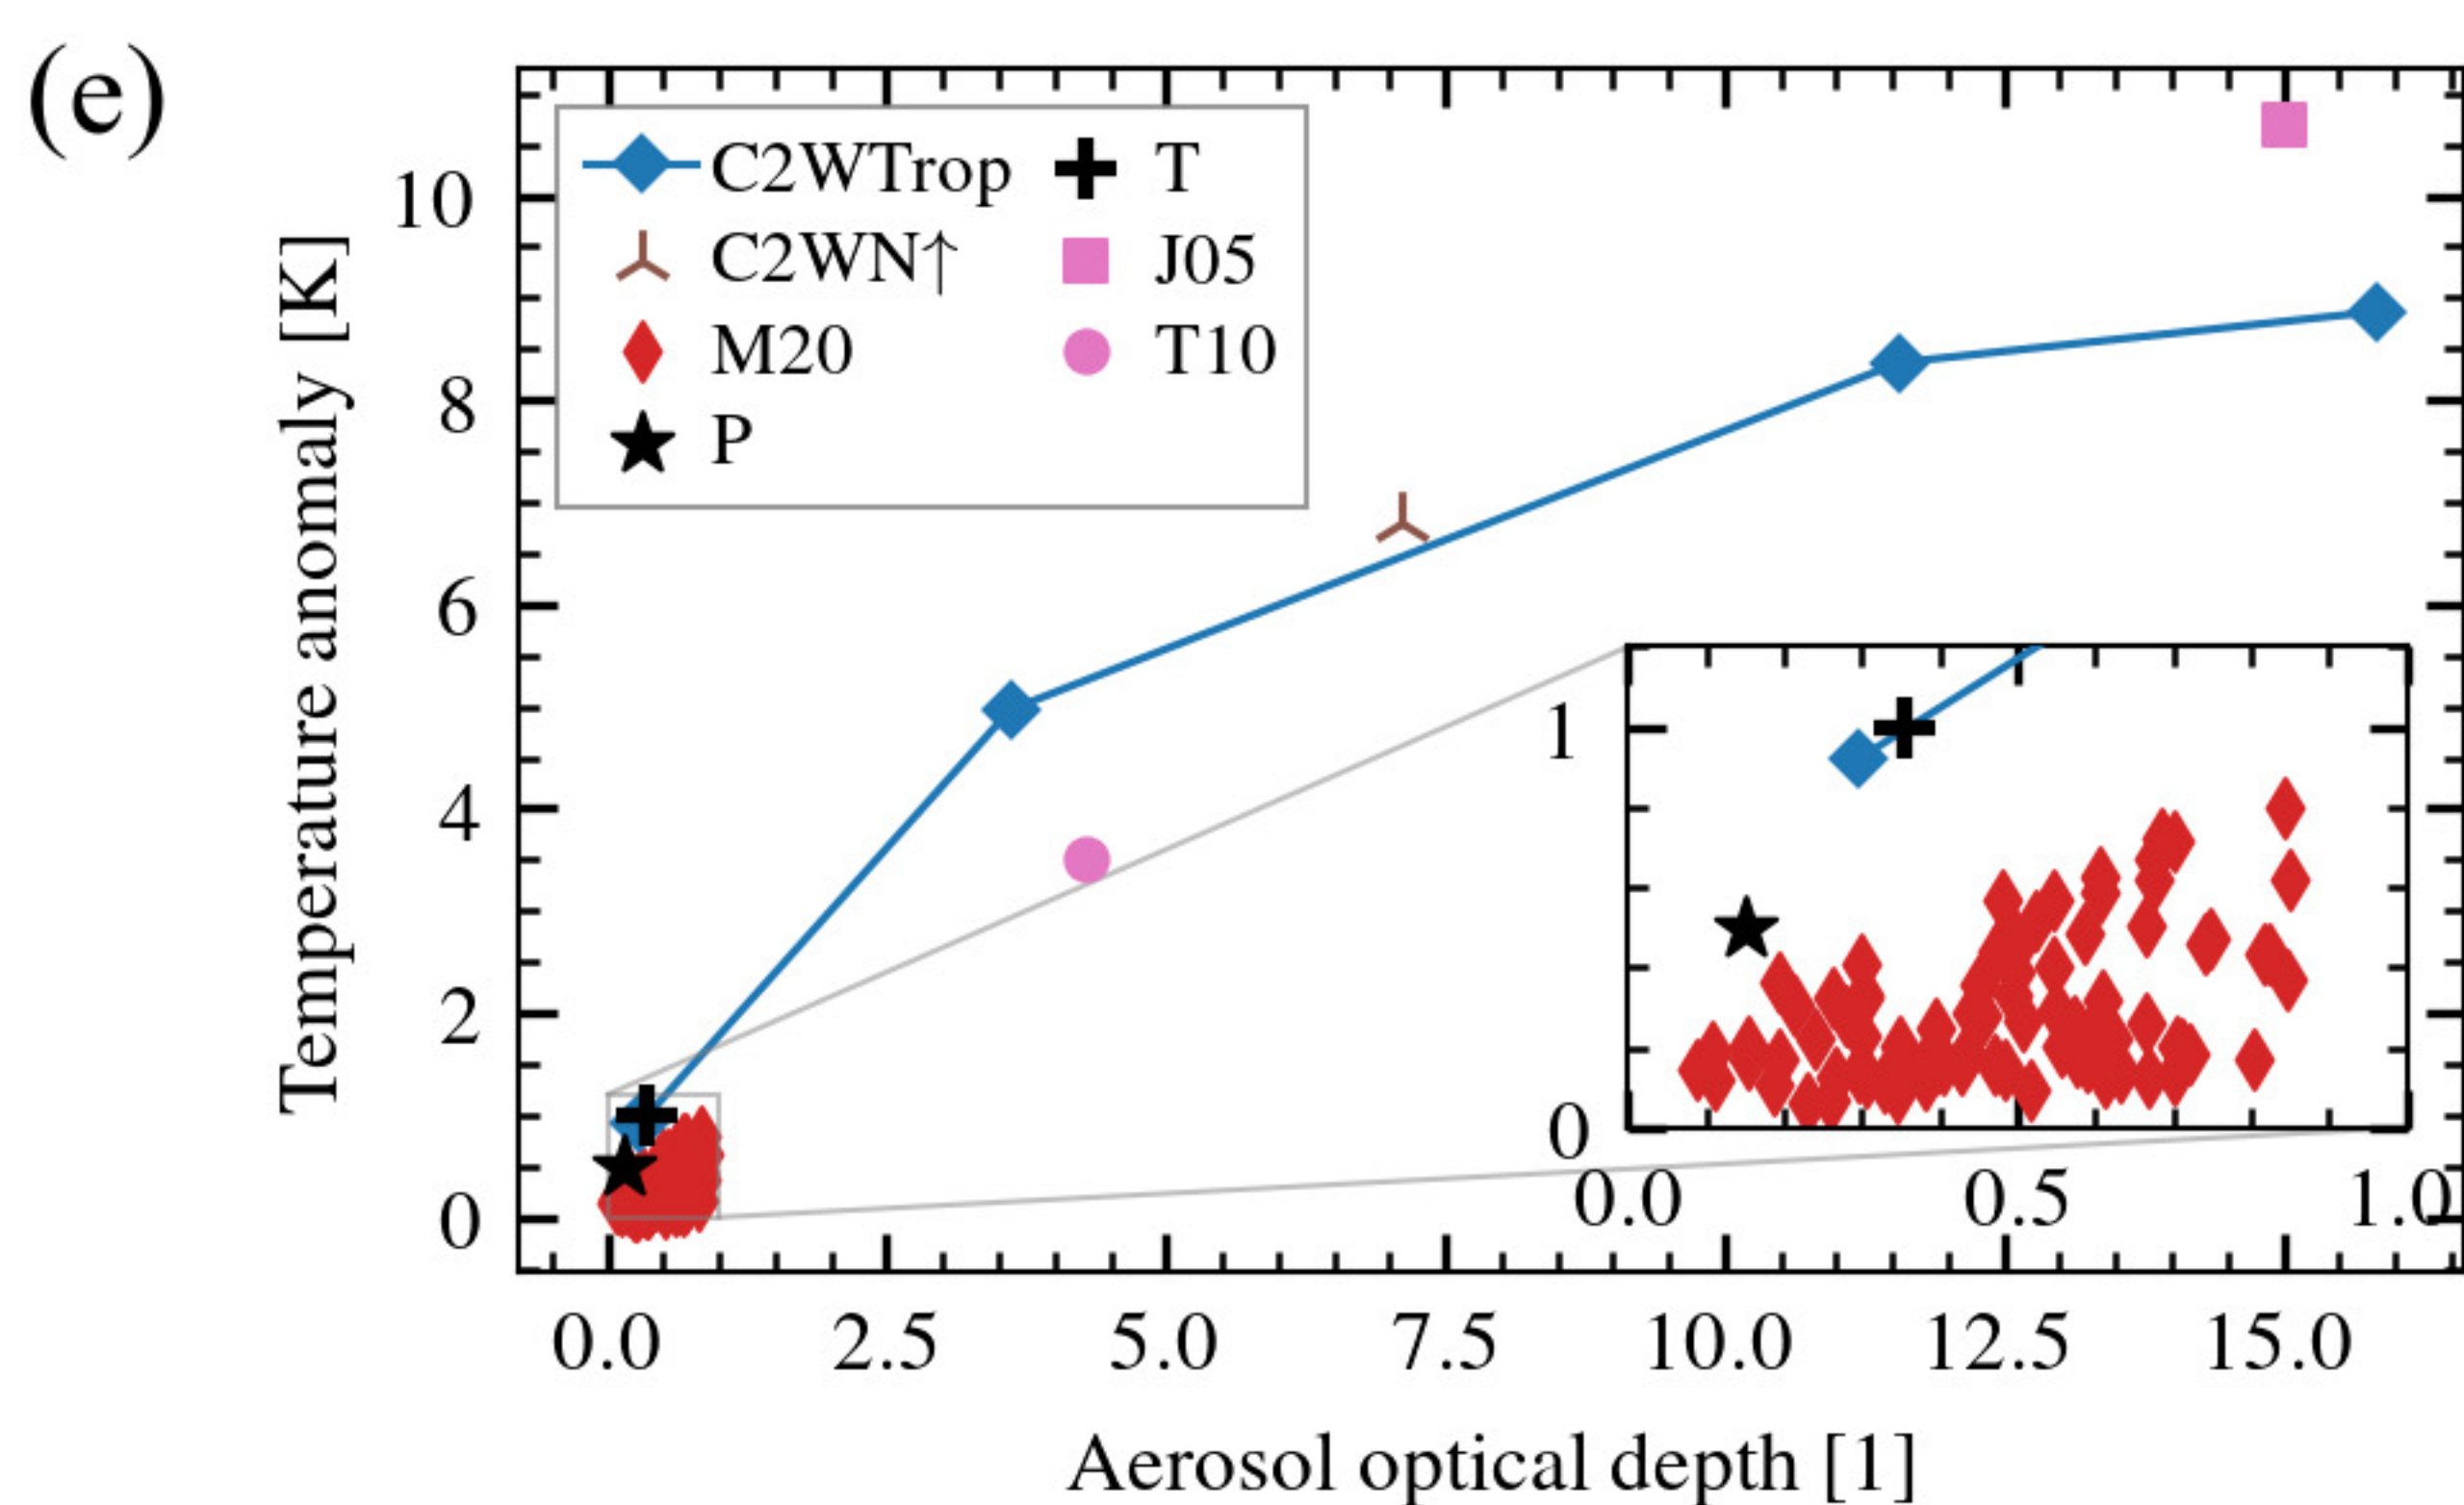 (e)
Temperature anomaly [K]
10
8
6
4
2
0
C2WTrop
C2WN↑
M20
P
T
J05
T10
1
0
0.0 0.5 1.0
0.0 2.5 5.0 7.5 10.0 12.5 15.0
Aerosol optical depth [1]